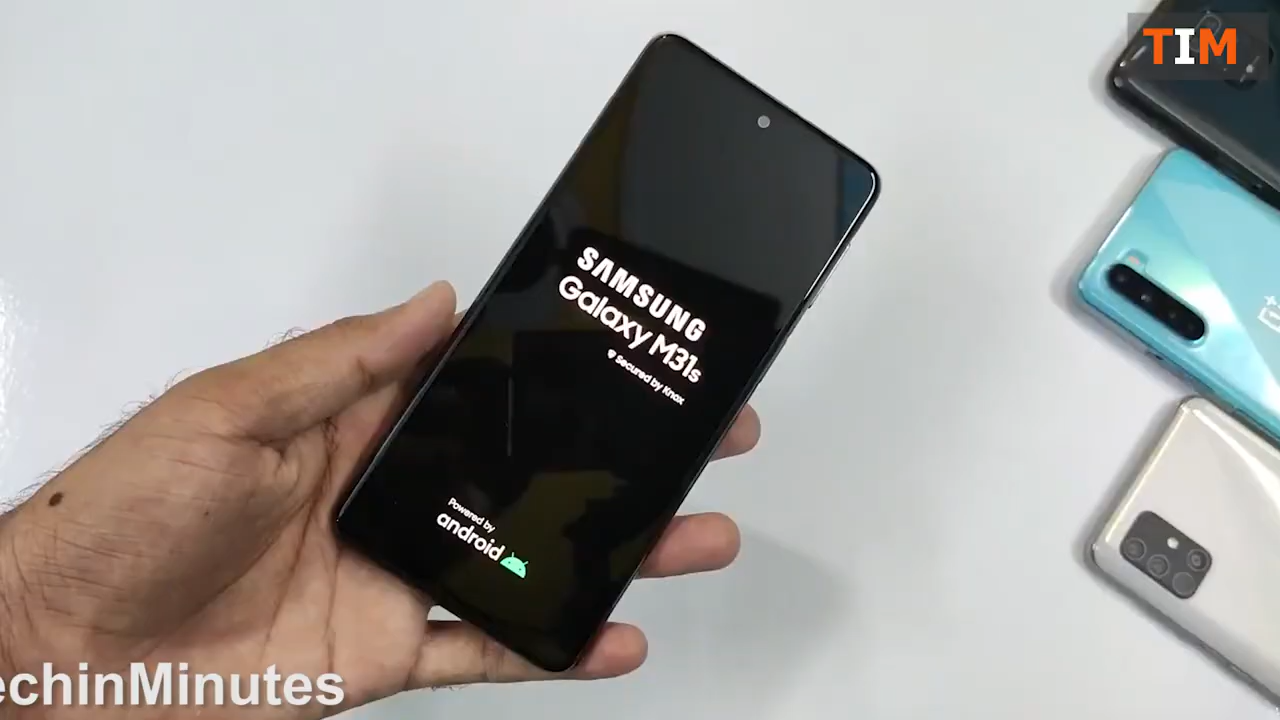 TIM
SAMSUNG
Galaxy M31s
Secured by Knox
Powered by
android
echinMinutes